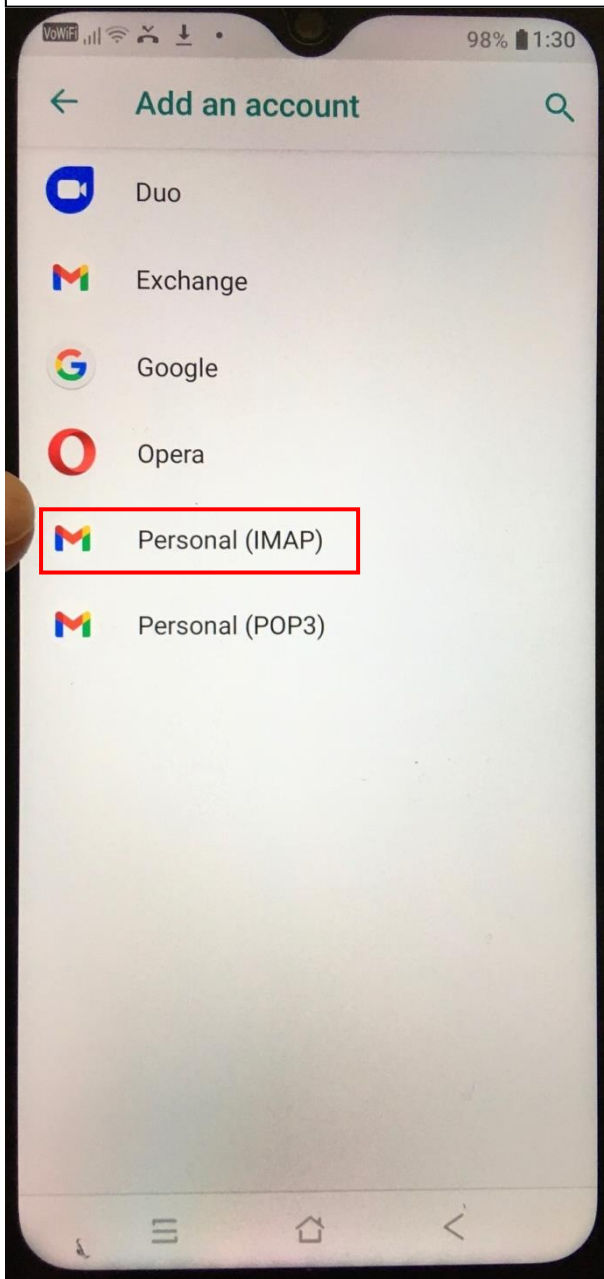 VoWiFi 98% 1:30
Add an account
Duo
Exchange
Google
Opera
Personal (IMAP)
Personal (POP3)